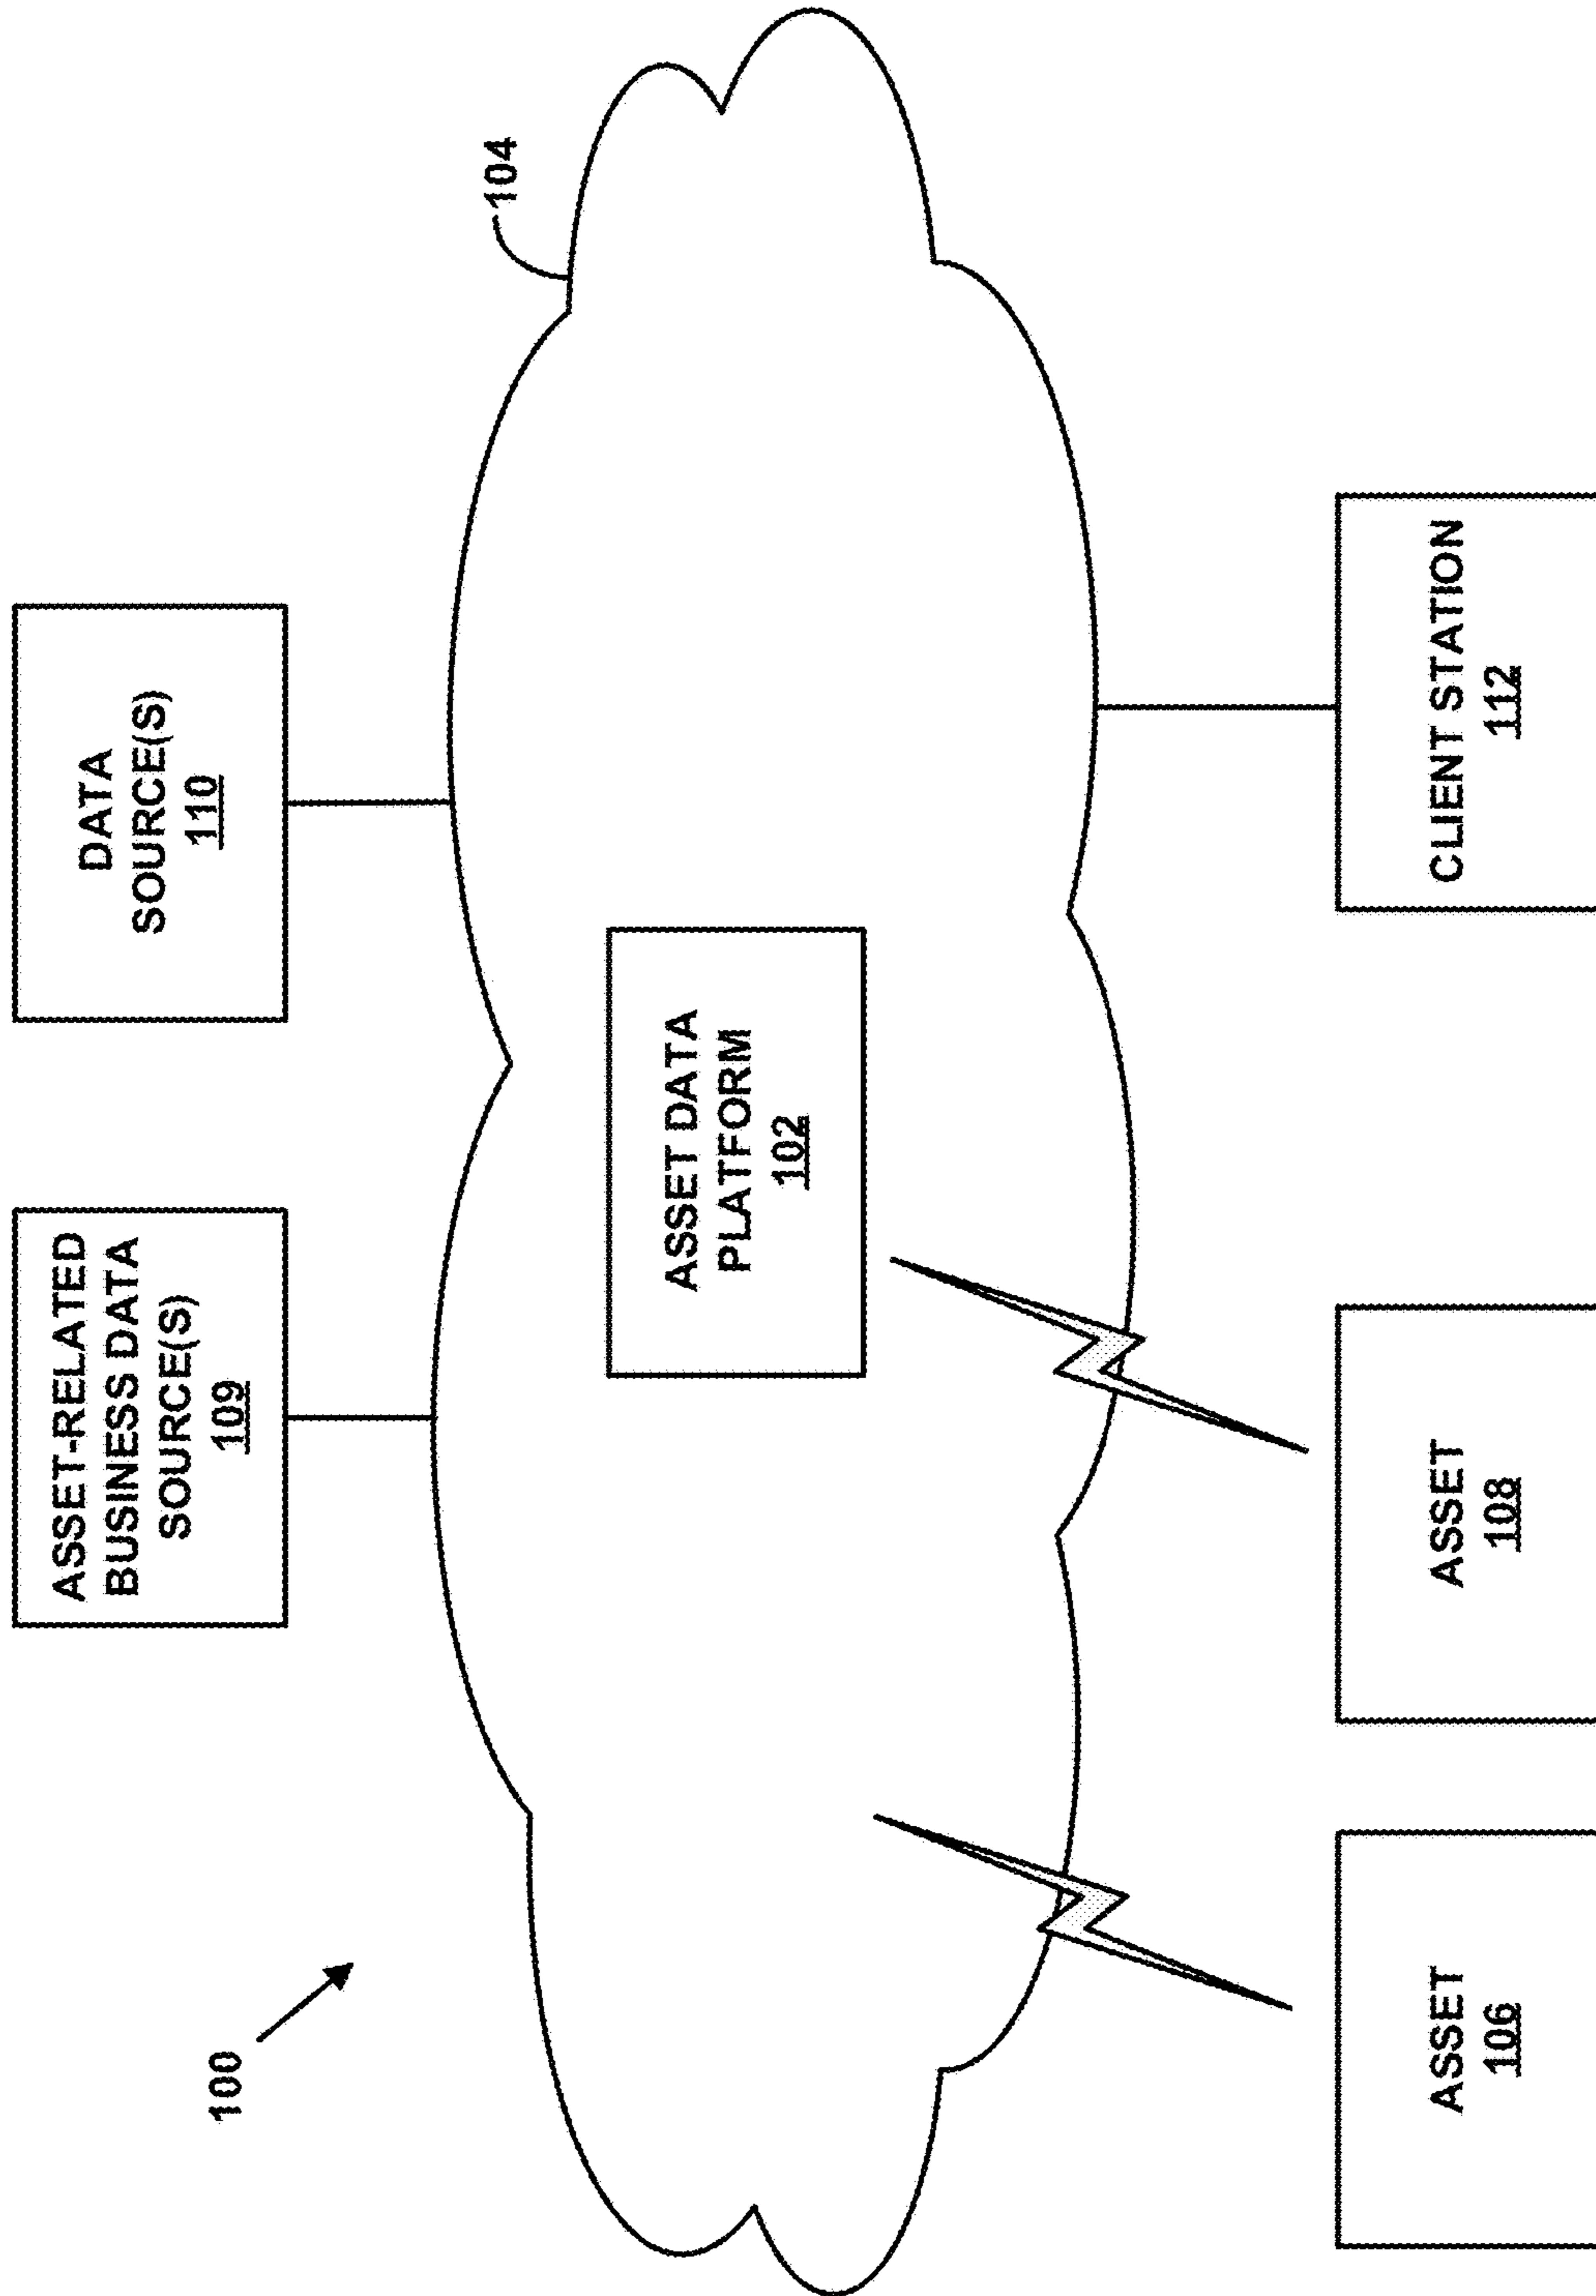 100
ASSET-RELATED
BUSINESS DATA
SOURCE(S)
109
DATA
SOURCE(S)
110
104
ASSET DATA
PLATFORM
102
ASSET
106
ASSET
108
CLIENT STATION
112